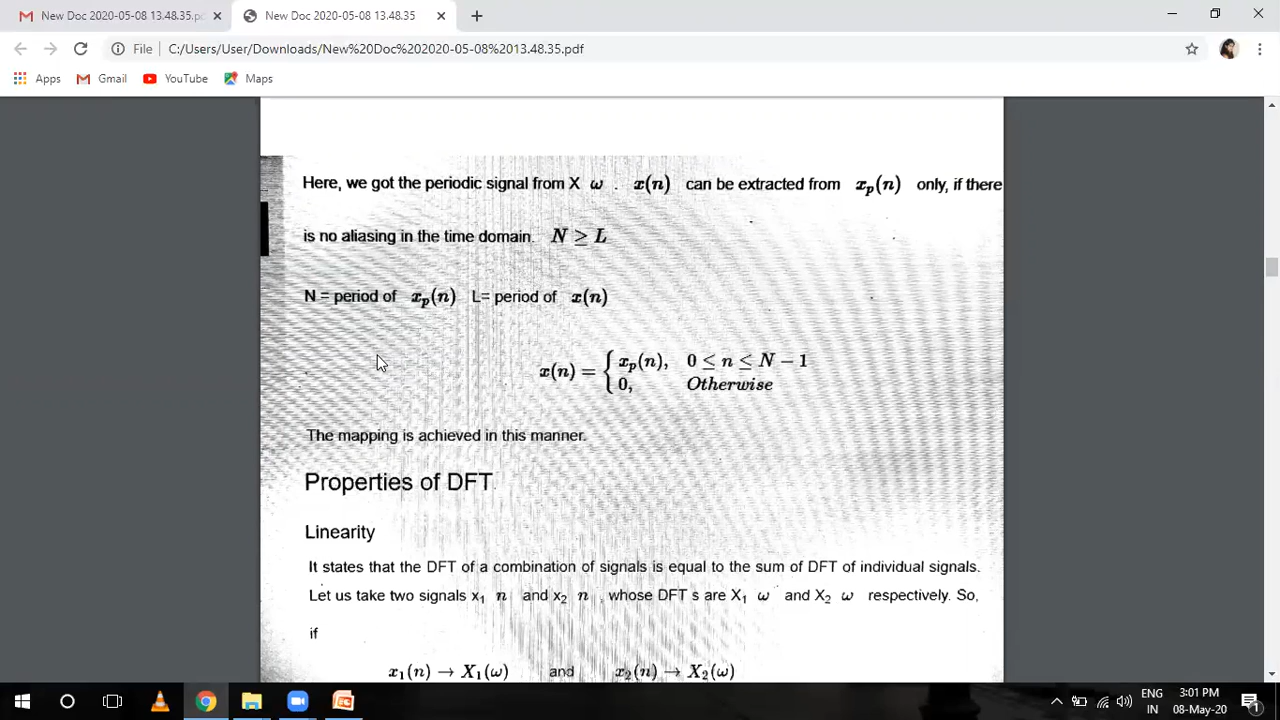 New Doc 2020-05-08 13.48.35.pd
New Doc 2020-05-08 13.48.35
File C:/Users/User/Downloads/New%20Doc%202020-05-08%2013.48.35.pdf
Apps Gmail YouTube Maps
Here, we got the periodic signal from X ω . x(n) can be extracted from xₚ(n) only, if there
is no aliasing in the time domain. N ≥ L
N = period of xₚ(n) L= period of x(n)
x(n) = { xₚ(n), 0 ≤ n ≤ N − 1
0, Otherwise
The mapping is achieved in this manner.
Properties of DFT
Linearity
It states that the DFT of a combination of signals is equal to the sum of DFT of individual signals.
Let us take two signals x₁ n and x₂ n , whose DFT s are X₁ ω and X₂ ω respectively. So,
if
x₁(n) → X₁(ω) and x₂(n) → X₂(ω)
ENG 3:01 PM
IN 08-May-20
1